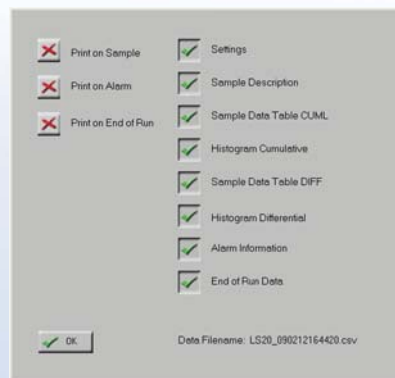 Print on Sample
Print on Alarm
Print on End of Run
Settings
Sample Description
Sample Data Table CUML
Histogram Cumulative
Sample Data Table DIFF
Histogram Differential
Alarm Information
End of Run Data
OK
Data Filename: LS20_090212164420.csv